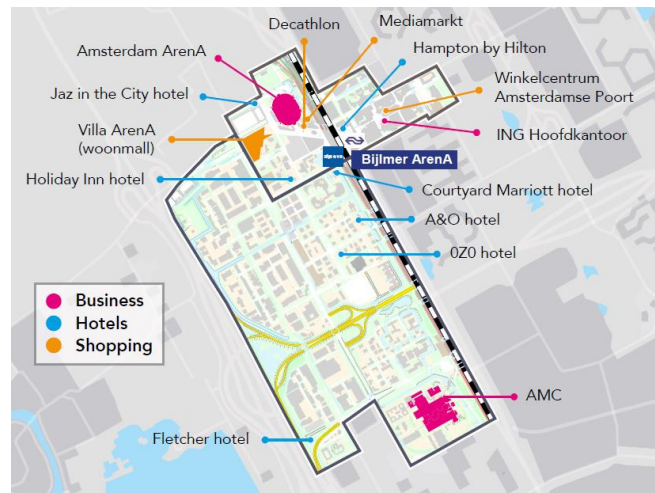 Decathlon
Mediamarkt
Amsterdam ArenA
Hampton by Hilton
Jaz in the City hotel
Winkelcentrum
Amsterdamse Poort
Villa ArenA
(woonmall)
ING Hoofdkantoor
Bijlmer ArenA
Holiday Inn hotel
Courtyard Marriott hotel
A&O hotel
0Z0 hotel
Business
Hotels
Shopping
AMC
Fletcher hotel